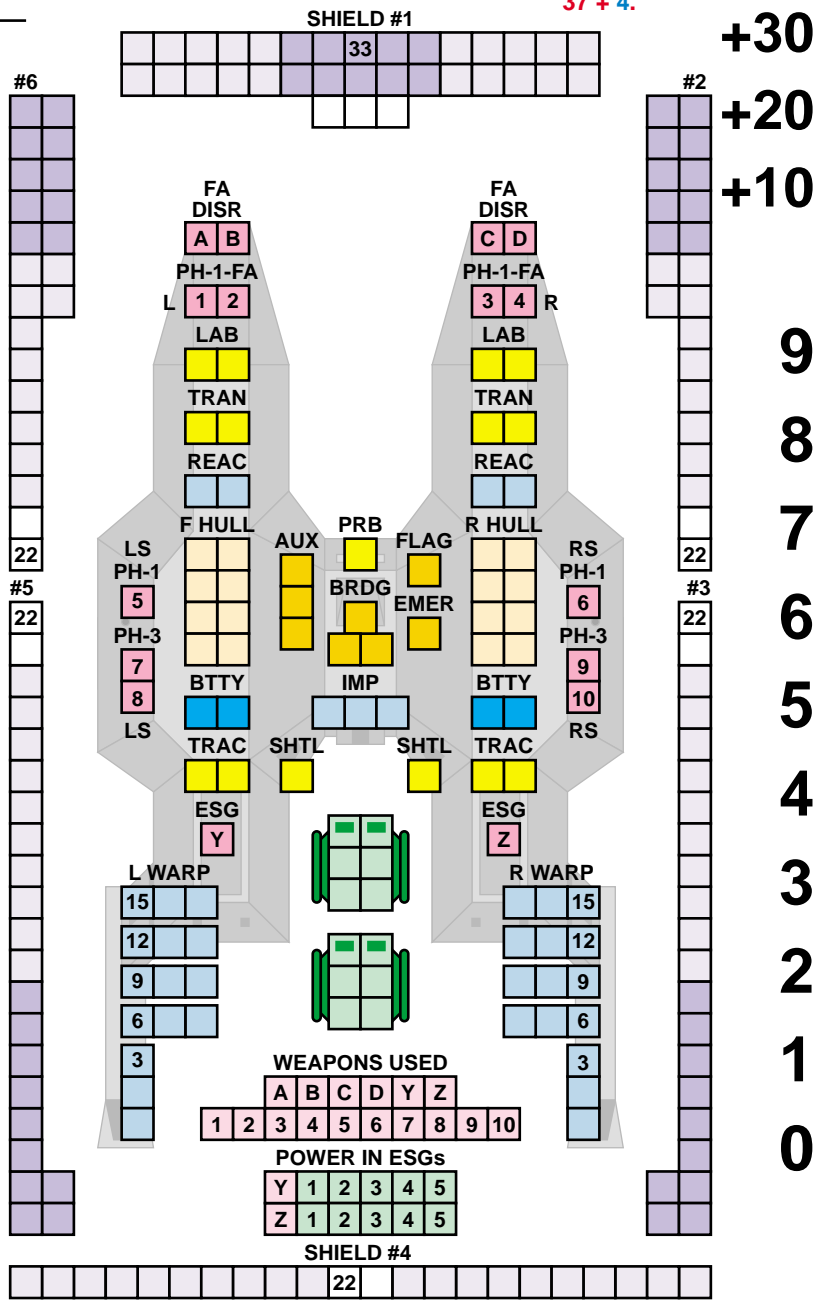 37 + 4.
SHIELD #1
+30
33
#6
#2
+20
+10
FA
DISR
FA
DISR
A B
C D
PH-1-FA
PH-1-FA
L 1 2
3 4 R
LAB
LAB
9
TRAN
TRAN
8
REAC
REAC
F HULL
PRB
R HULL
7
AUX
FLAG
LS
PH-1
RS
PH-1
22
22
#5
BRDG
#3
5
EMER
6
22
22
6
PH-3
PH-3
7
9
8
BTTY
IMP
BTTY
10
5
LS
RS
TRAC
SHTL
SHTL
TRAC
4
ESG
ESG
Y
Z
L WARP
R WARP
3
15
15
12
12
9
9
2
6
6
3
3
1
WEAPONS USED
A B C D Y Z
1 2 3 4 5 6 7 8 9 10
0
POWER IN ESGs
Y 1 2 3 4 5
Z 1 2 3 4 5
SHIELD #4
22